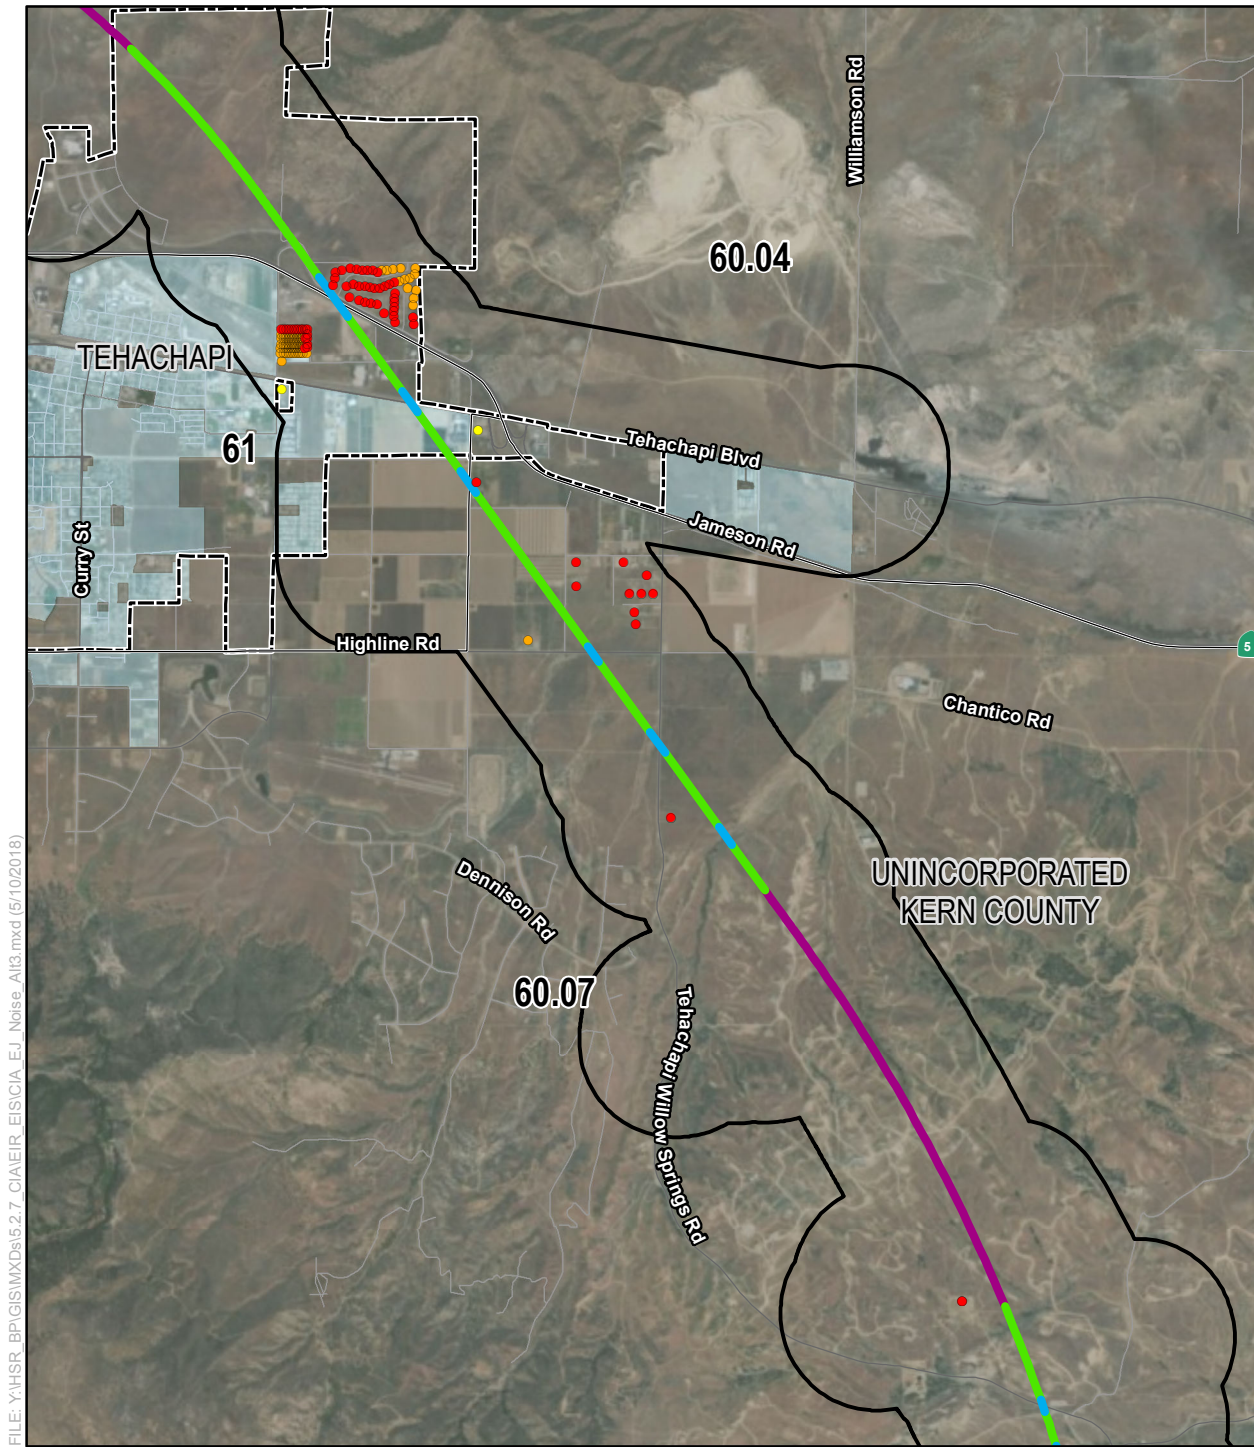 Williamson Rd
60.04
TEHACHAPI
61
Tehachapi Blvd
Jameson Rd
Curry St
Highline Rd
5
Chantico Rd
UNINCORPORATED
KERN COUNTY
Dennison Rd
60.07
Tehachapi Willow Springs Rd
FILE: Y:\HSR_BP\GIS\MXDs\5.2.7_CIA\EIR_EIS\CIA_EJ_Noise_Alt3.mxd (5/10/2018)